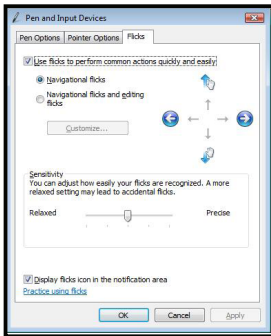 Pen and Input Devices
Pen Options Pointer Options Flicks
Use flicks to perform common actions quickly and easily
Navigational flicks
Navigational flicks and editing
flicks
Customize...
Sensitivity
You can adjust how easily your flicks are recognized. A more
relaxed setting may lead to accidental flicks.
Relaxed Precise
Display flicks icon in the notification area
Practice using flicks
OK Cancel Apply